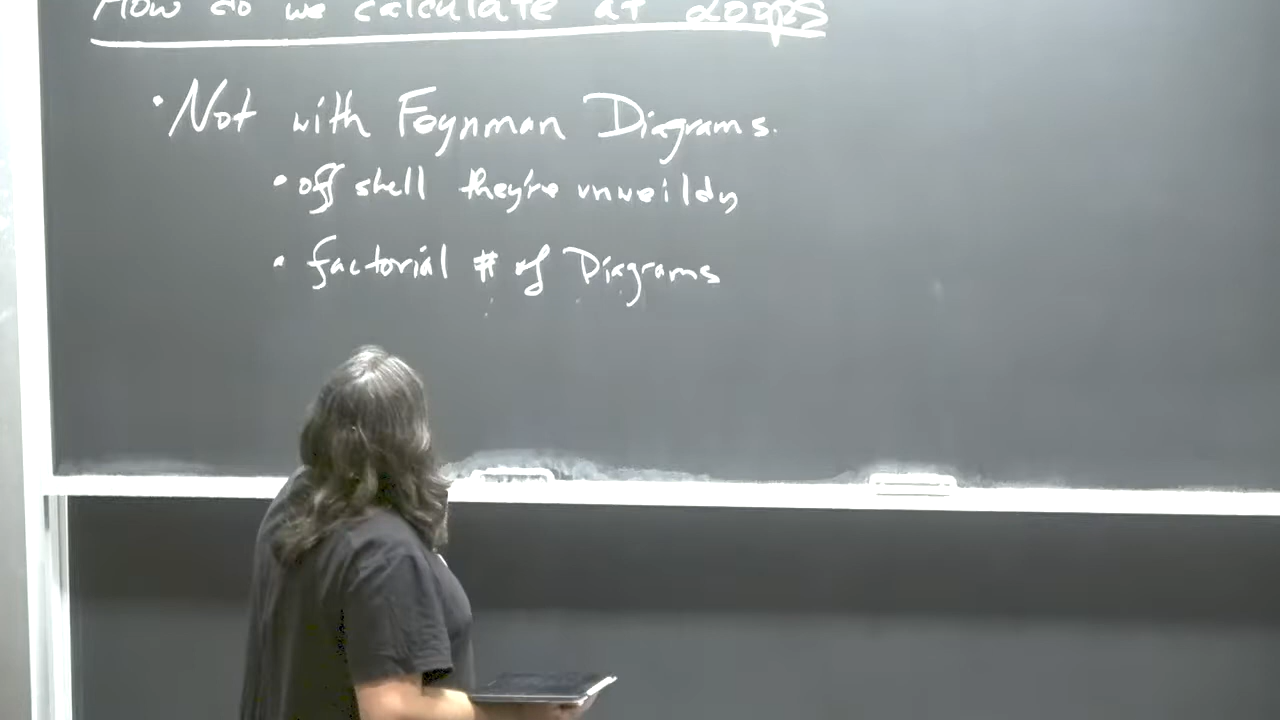 How do we calculate at Loops
• Not with Feynman Diagrams.
• off shell they're unweildy
• factorial # of Diagrams